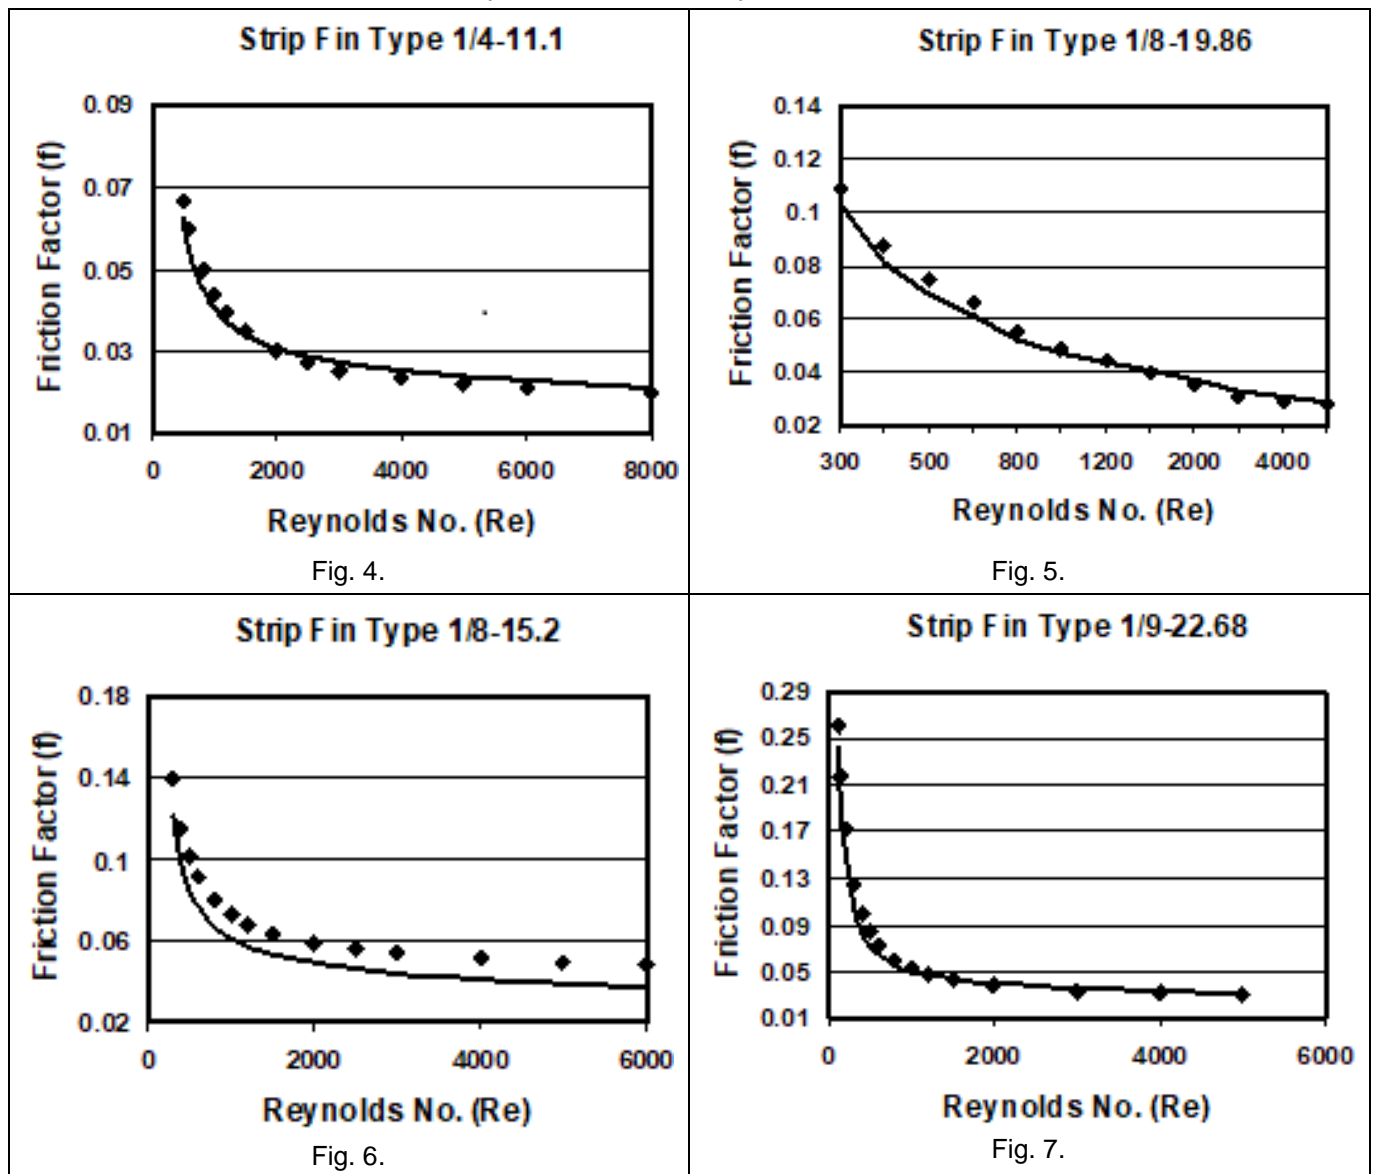 Strip Fin Type 1/4-11.1
Friction Factor (f)
0.09
0.07
0.05
0.03
0.01
0 2000 4000 6000 8000
Reynolds No. (Re)
Fig. 4.
Strip Fin Type 1/8-19.86
Friction Factor (f)
0.14
0.12
0.1
0.08
0.06
0.04
0.02
300 500 800 1200 2000 4000
Reynolds No. (Re)
Fig. 5.
Strip Fin Type 1/8-15.2
Friction Factor (f)
0.18
0.14
0.1
0.06
0.02
0 2000 4000 6000
Reynolds No. (Re)
Fig. 6.
Strip Fin Type 1/9-22.68
Friction Factor (f)
0.29
0.25
0.21
0.17
0.13
0.09
0.05
0.01
0 2000 4000 6000
Reynolds No. (Re)
Fig. 7.